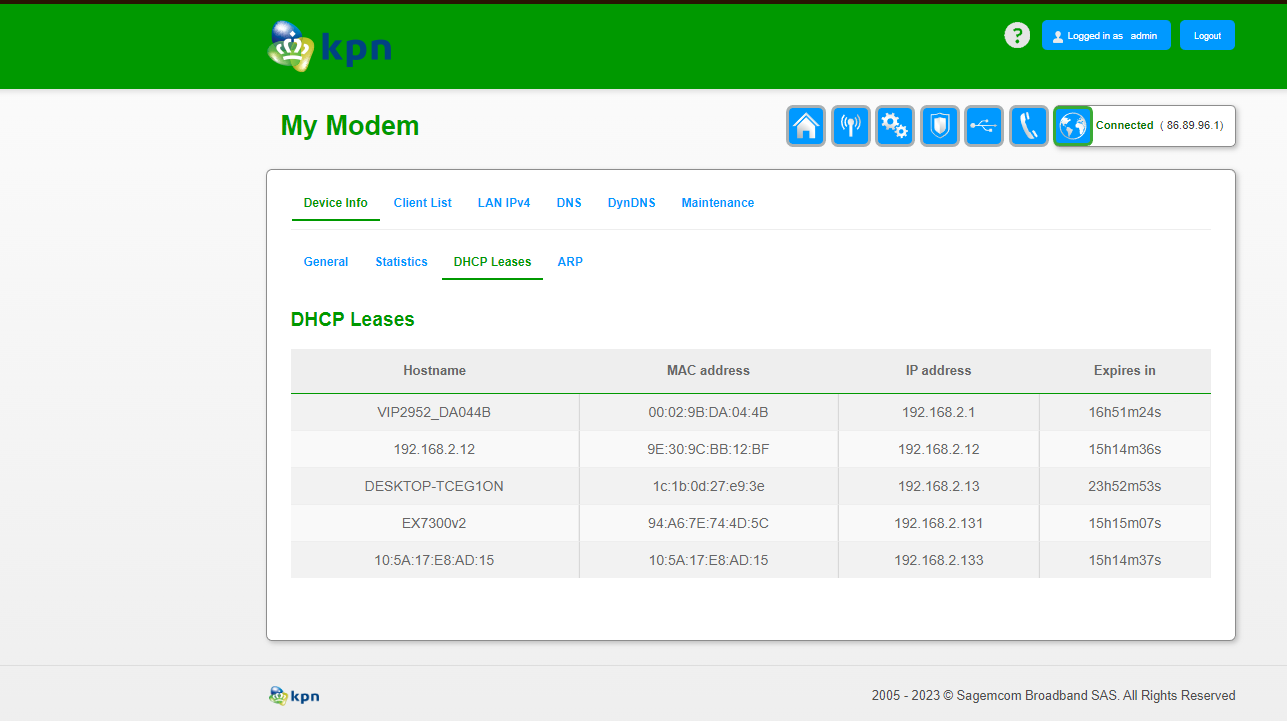 kpn
? Logged in as admin Logout
My Modem
Connected ( 86.89.96.1)
Device Info Client List LAN IPv4 DNS DynDNS Maintenance
General Statistics DHCP Leases ARP
DHCP Leases
Hostname MAC address IP address Expires in
VIP2952_DA044B 00:02:9B:DA:04:4B 192.168.2.1 16h51m24s
192.168.2.12 9E:30:9C:BB:12:BF 192.168.2.12 15h14m36s
DESKTOP-TCEG1ON 1c:1b:0d:27:e9:3e 192.168.2.13 23h52m53s
EX7300v2 94:A6:7E:74:4D:5C 192.168.2.131 15h15m07s
10:5A:17:E8:AD:15 10:5A:17:E8:AD:15 192.168.2.133 15h14m37s
kpn 2005 - 2023 © Sagemcom Broadband SAS. All Rights Reserved